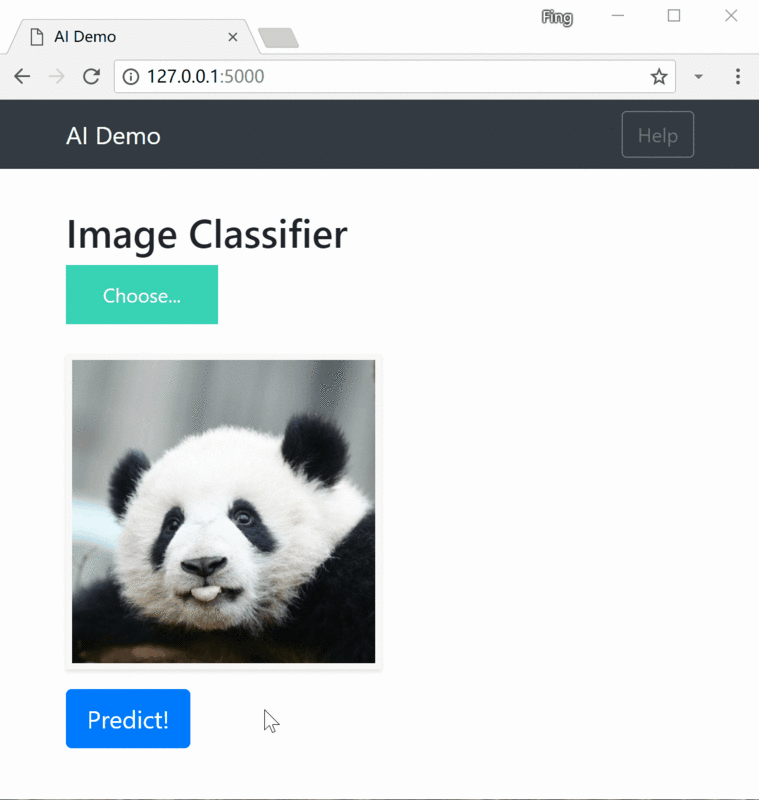 Fing
AI Demo
127.0.0.1:5000
AI Demo
Help
Image Classifier
Choose...
Predict!